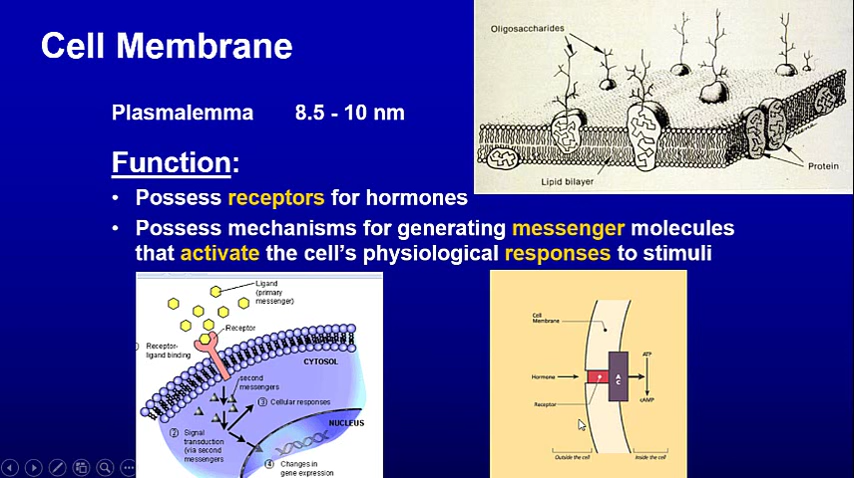 Cell Membrane
Oligosaccharides
Protein
Lipid bilayer
Plasmalemma 8.5 - 10 nm
Function:
• Possess receptors for hormones
• Possess mechanisms for generating messenger molecules
that activate the cell's physiological responses to stimuli
Ligand
(primary
messenger)
Receptor
Receptor-
ligand binding
CYTOSOL
second
messengers
③ Cellular responses
NUCLEUS
② Signal
transduction
(via second
messengers
④ Changes in
gene expression
Cell
Membrane
ATP
Hormone
A
C
cAMP
Receptor
Outside the cell
Inside the cell